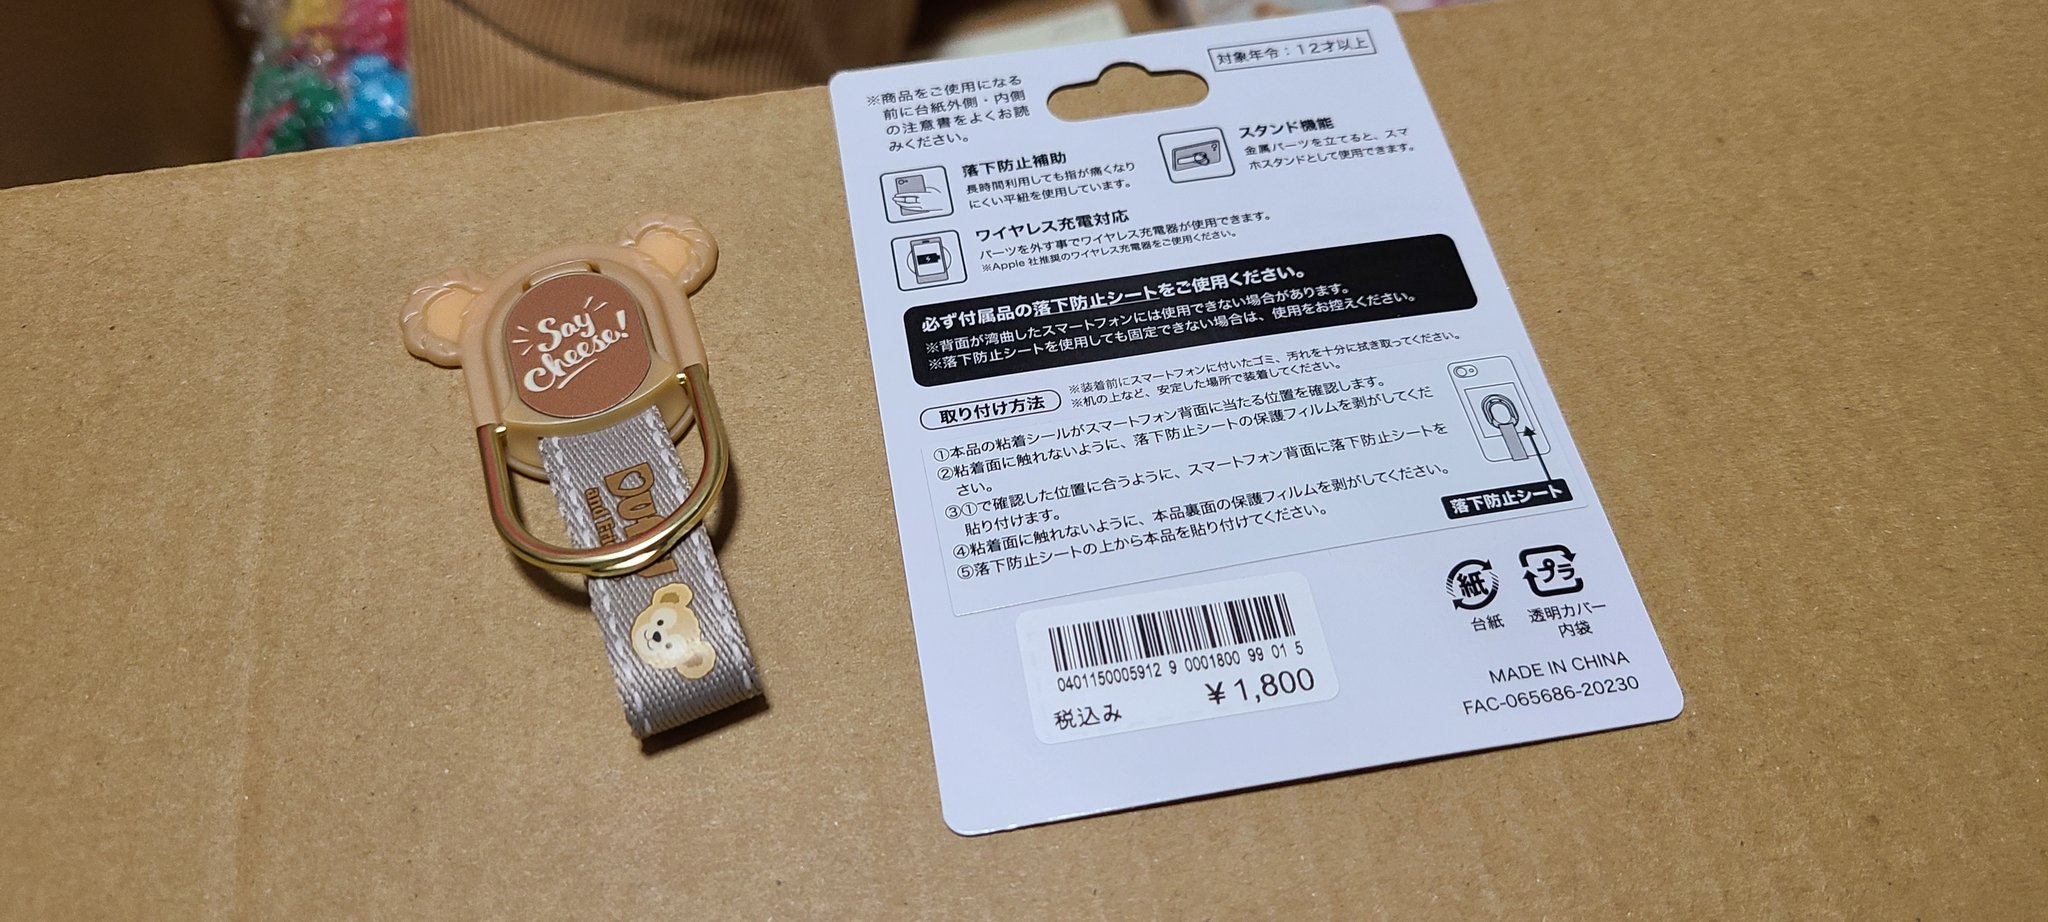 Say
Cheese!
Duffy
対象年令：12才以上
※商品をご使用になる
前に台紙外側・内側
の注意書をよくお読
みください。
落下防止補助
長時間利用しても指が痛くなり
にくい平紐を使用しています。
スタンド機能
金属パーツを立てると、スマ
ホスタンドとして使用できます。
ワイヤレス充電対応
パーツを外す事でワイヤレス充電器が使用できます。
※Apple 社推奨のワイヤレス充電器をご使用ください。
必ず付属品の落下防止シートをご使用ください。
※背面が湾曲したスマートフォンには使用できない場合があります。
※落下防止シートを使用しても固定できない場合は、使用をお控えください。
取り付け方法
※装着前にスマートフォンに付いたゴミ、汚れを十分に拭き取ってください。
※机の上など、安定した場所で装着してください。
①本品の粘着シールがスマートフォン背面に当たる位置を確認します。
②粘着面に触れないように、落下防止シートの保護フィルムを剥がしてくだ
さい。
③①で確認した位置に合うように、スマートフォン背面に落下防止シートを
貼り付けます。
④粘着面に触れないように、本品裏面の保護フィルムを剥がしてください。
⑤落下防止シートの上から本品を貼り付けてください。
落下防止シート
紙
台紙
プラ
透明カバー
内袋
0401150005912 9 0001800 99 01 5
￥1,800
税込み
MADE IN CHINA
FAC-065686-20230